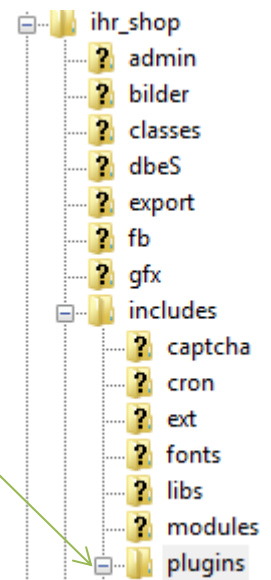 ihr_shop
admin
bilder
classes
dbeS
export
fb
gfx
includes
captcha
cron
ext
fonts
libs
modules
plugins